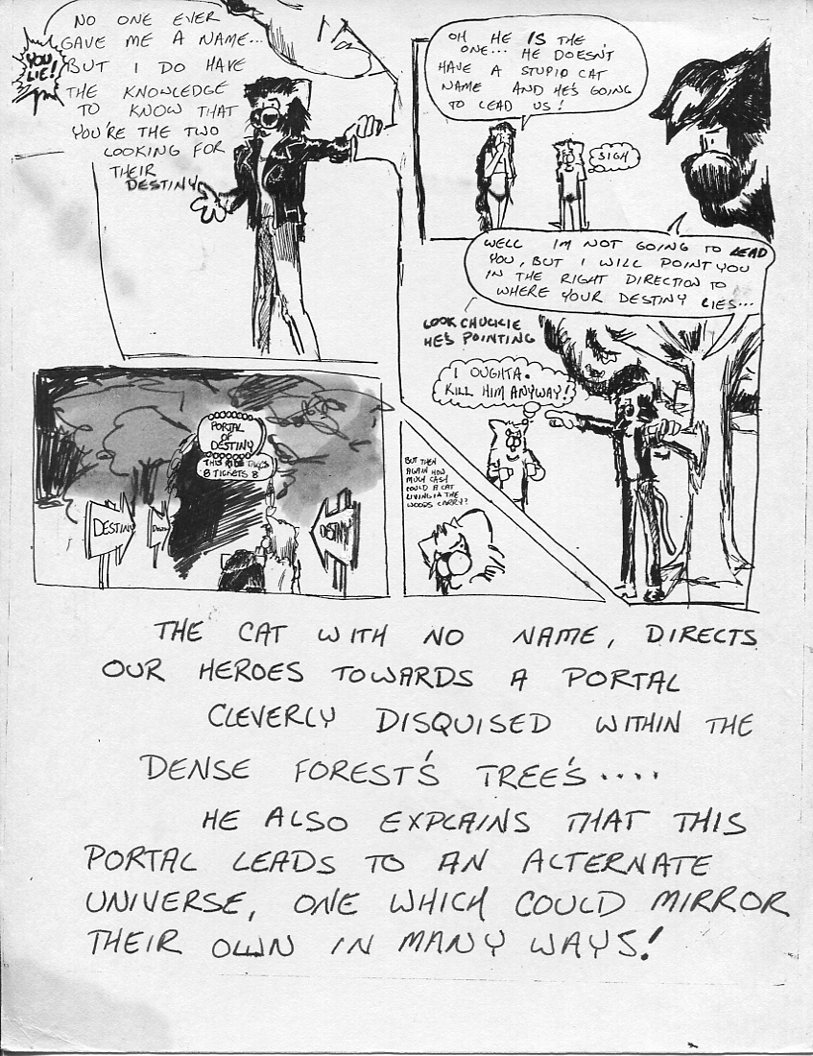 YOU
LIE!
NO ONE EVER
GAVE ME A NAME...
BUT I DO HAVE
THE KNOWLEDGE
TO KNOW THAT
YOU'RE THE TWO
LOOKING FOR
THEIR
DESTINY
OH HE IS THE
ONE... HE DOESN'T
HAVE A STUPID CAT
NAME AND HE'S GOING
TO LEAD US!
SIGH
WELL IM NOT GOING TO LEAD
YOU, BUT I WILL POINT YOU
IN THE RIGHT DIRECTION TO
WHERE YOUR DESTINY LIES...
LOOK CHUCKIE
HE'S POINTING
I OUGHTA.
KILL HIM ANYWAY!
PORTAL
OF
DESTINY
THIS RIDE TAKES
8 TICKETS 8
DESTINY
DESTINY
BUT THEN
AGAIN HOW
MUCH CASH
COULD A CAT
LIVING IN THE
WOODS CARRY?
THE CAT WITH NO NAME, DIRECTS
OUR HEROES TOWARDS A PORTAL
CLEVERLY DISQUISED WITHIN THE
DENSE FOREST'S TREE'S....
HE ALSO EXPLAINS THAT THIS
PORTAL LEADS TO AN ALTERNATE
UNIVERSE, ONE WHICH COULD MIRROR
THEIR OWN IN MANY WAYS!